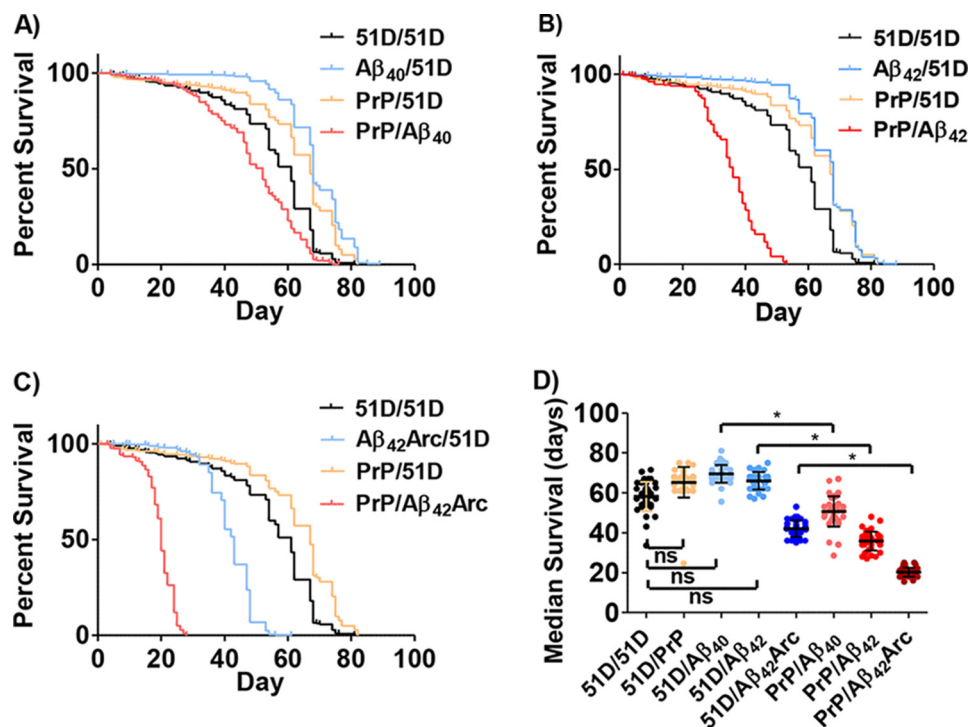 A)
51D/51D
Aβ₄₀/51D
PrP/51D
PrP/Aβ₄₀
Percent Survival
100
50
0
0 20 40 60 80 100
Day
B)
51D/51D
Aβ₄₂/51D
PrP/51D
PrP/Aβ₄₂
Percent Survival
100
50
0
0 20 40 60 80 100
Day
C)
51D/51D
Aβ₄₂Arc/51D
PrP/51D
PrP/Aβ₄₂Arc
Percent Survival
100
50
0
0 20 40 60 80 100
Day
D)
Median Survival (days)
100
80
60
40
20
0
*
*
*
ns
ns
ns
51D/51D
51D/PrP
51D/Aβ₄₀
51D/Aβ₄₂
51D/Aβ₄₂Arc
PrP/Aβ₄₀
PrP/Aβ₄₂
PrP/Aβ₄₂Arc